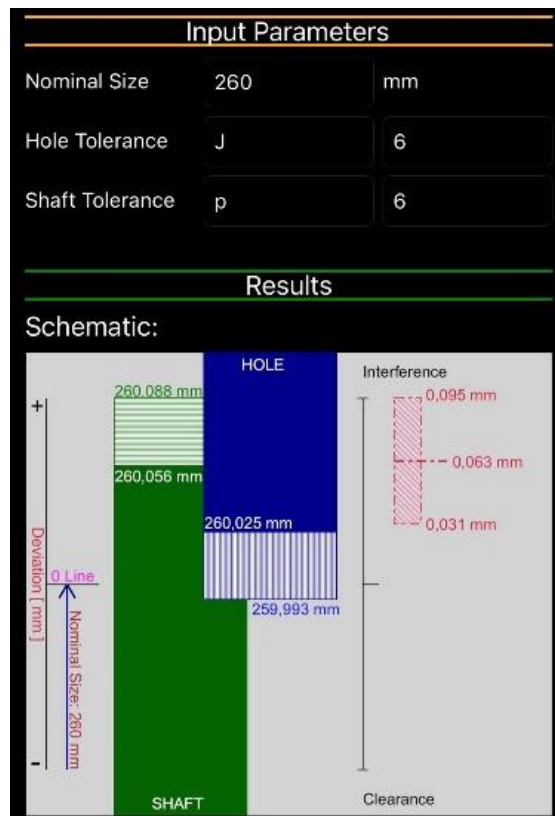 Input Parameters
Nominal Size 260 mm
Hole Tolerance J 6
Shaft Tolerance p 6
Results
Schematic:
HOLE
Interference
260.088 mm
0,095 mm
+
0,063 mm
260,056 mm
260,025 mm
0,031 mm
Deviation [ mm ]
0 Line
259,993 mm
Nominal Size: 260 mm
-
SHAFT
Clearance